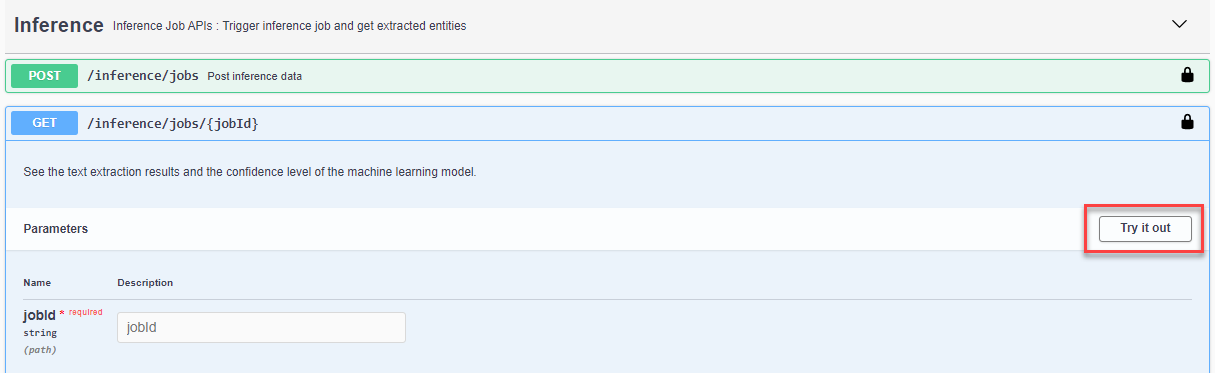 Inference Inference Job APIs : Trigger inference job and get extracted entities
POST /inference/jobs Post inference data
GET /inference/jobs/{jobId}
See the text extraction results and the confidence level of the machine learning model.
Parameters Try it out
Name Description
jobId * required
string
(path)
jobId